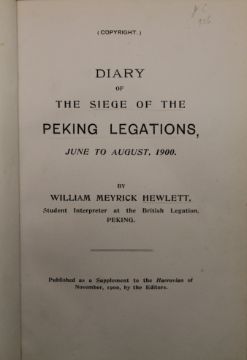 (COPYRIGHT.)
DIARY
OF
THE SIEGE OF THE
PEKING LEGATIONS,
JUNE TO AUGUST, 1900.
BY
WILLIAM MEYRICK HEWLETT,
Student Interpreter at the British Legation,
PEKING.
Published as a Supplement to the Harrovian of
November, 1900, by the Editors.